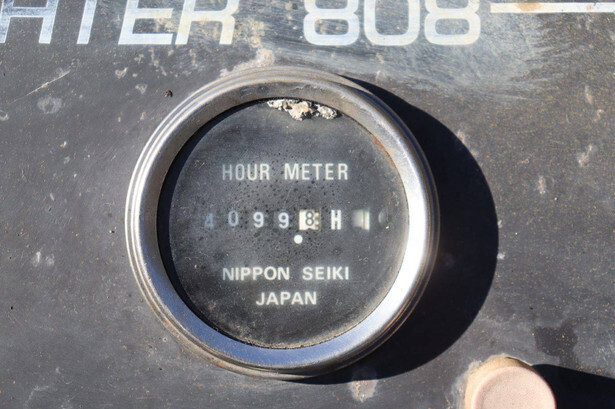 HTER 808
HOUR METER
40998H
NIPPON SEIKI
JAPAN